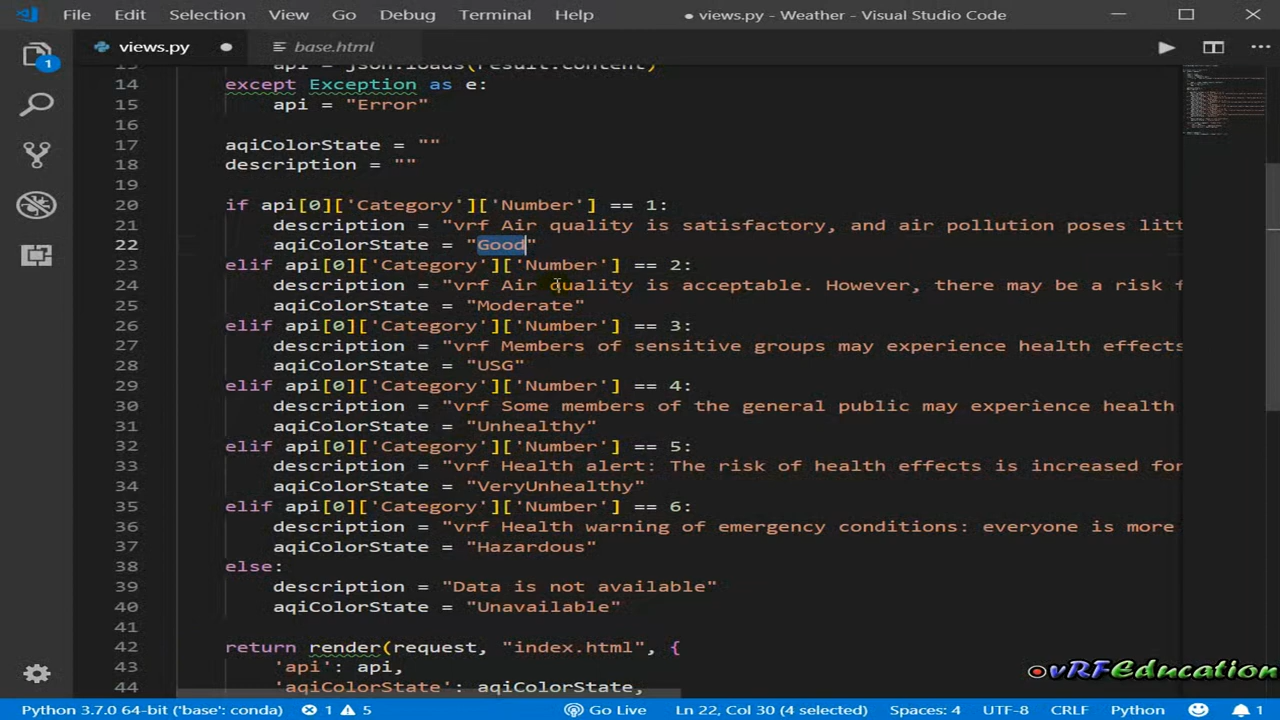 File Edit Selection View Go Debug Terminal Help ● views.py - Weather - Visual Studio Code
views.py ● base.html
1
13 api = json.loads(result.content)
14 except Exception as e:
15 api = "Error"
16
17 aqiColorState = ""
18 description = ""
19
20 if api[0]['Category']['Number'] == 1:
21 description = "vrf Air quality is satisfactory, and air pollution poses litt
22 aqiColorState = "Good"
23 elif api[0]['Category']['Number'] == 2:
24 description = "vrf Air quality is acceptable. However, there may be a risk f
25 aqiColorState = "Moderate"
26 elif api[0]['Category']['Number'] == 3:
27 description = "vrf Members of sensitive groups may experience health effects
28 aqiColorState = "USG"
29 elif api[0]['Category']['Number'] == 4:
30 description = "vrf Some members of the general public may experience health
31 aqiColorState = "Unhealthy"
32 elif api[0]['Category']['Number'] == 5:
33 description = "vrf Health alert: The risk of health effects is increased for
34 aqiColorState = "VeryUnhealthy"
35 elif api[0]['Category']['Number'] == 6:
36 description = "vrf Health warning of emergency conditions: everyone is more
37 aqiColorState = "Hazardous"
38 else:
39 description = "Data is not available"
40 aqiColorState = "Unavailable"
41
42 return render(request, "index.html", {
43 'api': api,
44 'aqiColorState': aqiColorState,
vRFEducation
Python 3.7.0 64-bit ('base': conda) 1 5 Go Live Ln 22, Col 30 (4 selected) Spaces: 4 UTF-8 CRLF Python 1